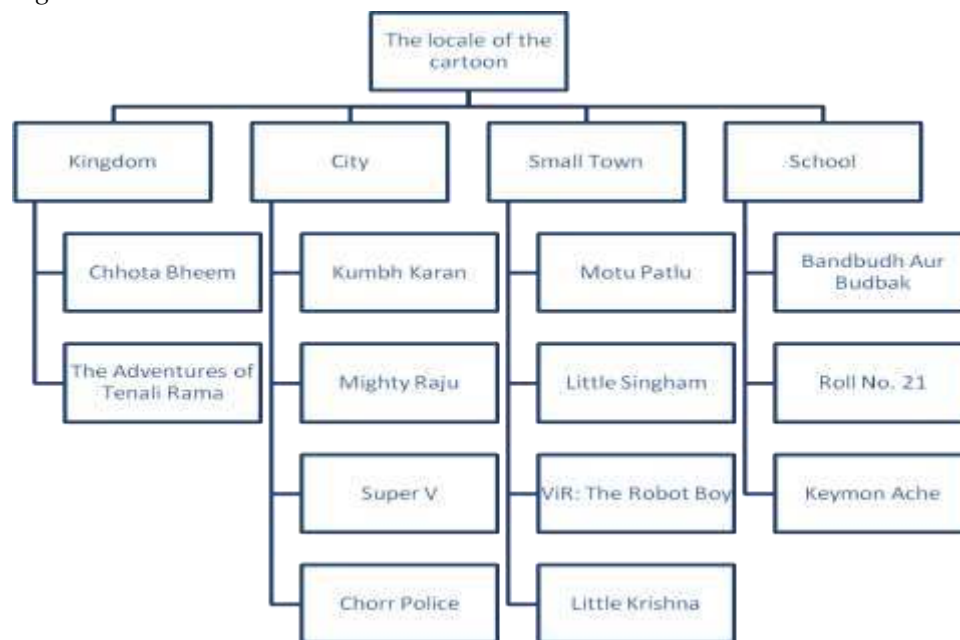 The locale of the
cartoon
Kingdom
City
Small Town
School
Chhota Bheem
Kumbh Karan
Motu Patlu
Bandbudh Aur
Budbak
The Adventures of
Tenali Rama
Mighty Raju
Little Singham
Roll No. 21
Super V
ViR: The Robot Boy
Keymon Ache
Chorr Police
Little Krishna